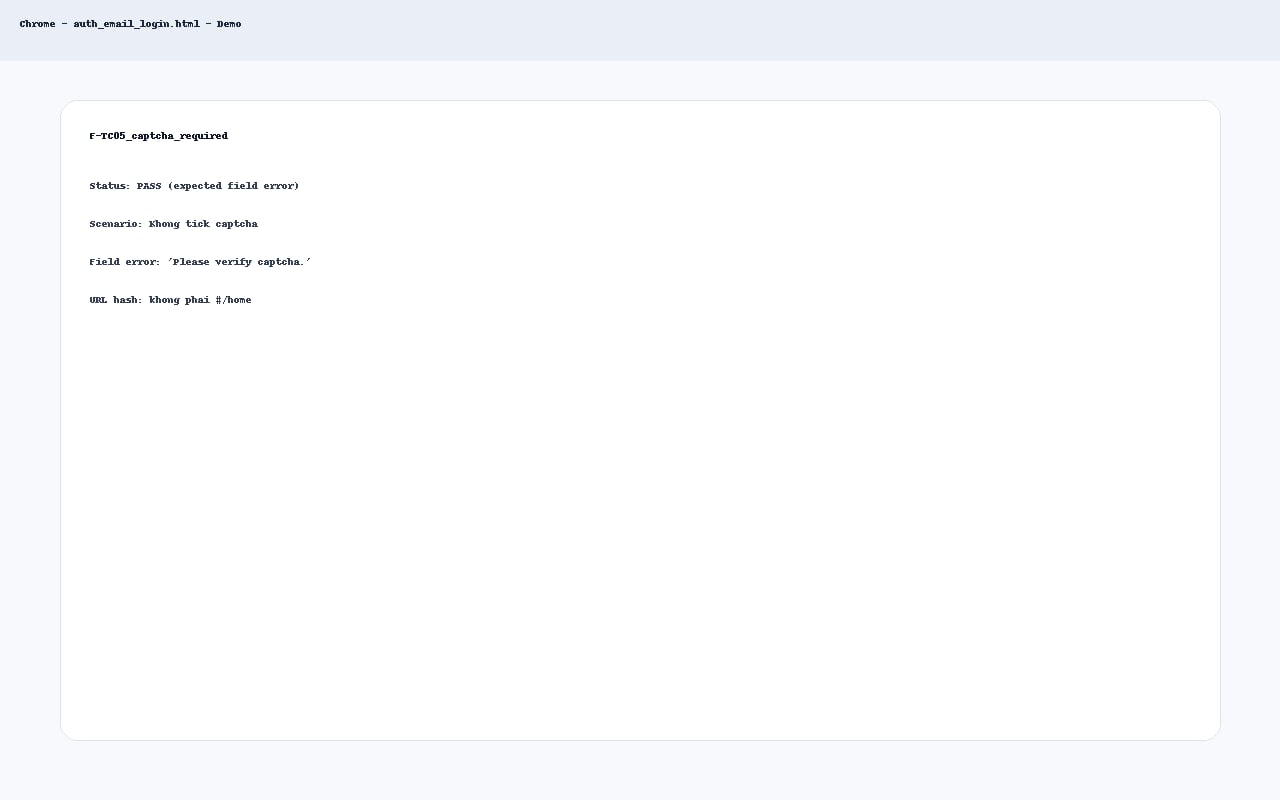 Chrome - auth_email_login.html - Demo
F-TC05_captcha_required
Status: PASS (expected field error)
Scenario: Khong tick captcha
Field error: 'Please verify captcha.'
URL hash: khong phai #/home